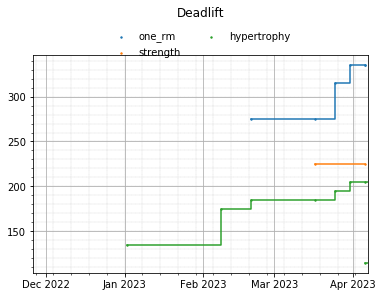 Deadlift
one_rm
hypertrophy
strength
300
250
200
150
Dec 2022
Jan 2023
Feb 2023
Mar 2023
Apr 2023